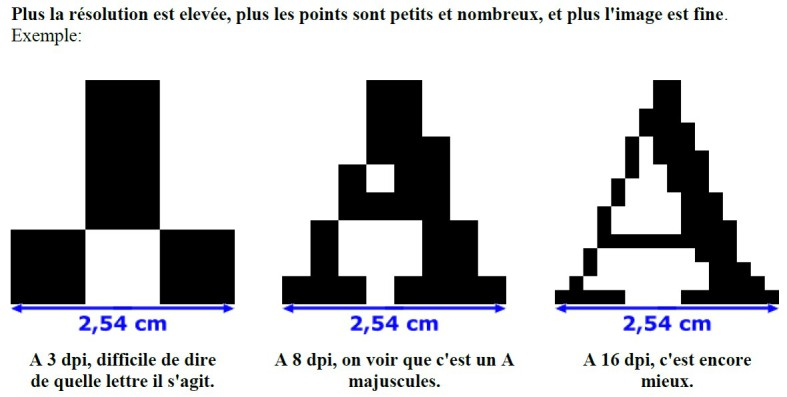 Plus la résolution est elevée, plus les points sont petits et nombreux, et plus l'image est fine.
Exemple:
2,54 cm
2,54 cm
2,54 cm
A 3 dpi, difficile de dire
de quelle lettre il s'agit.
A 8 dpi, on voir que c'est un A
majuscules.
A 16 dpi, c'est encore
mieux.